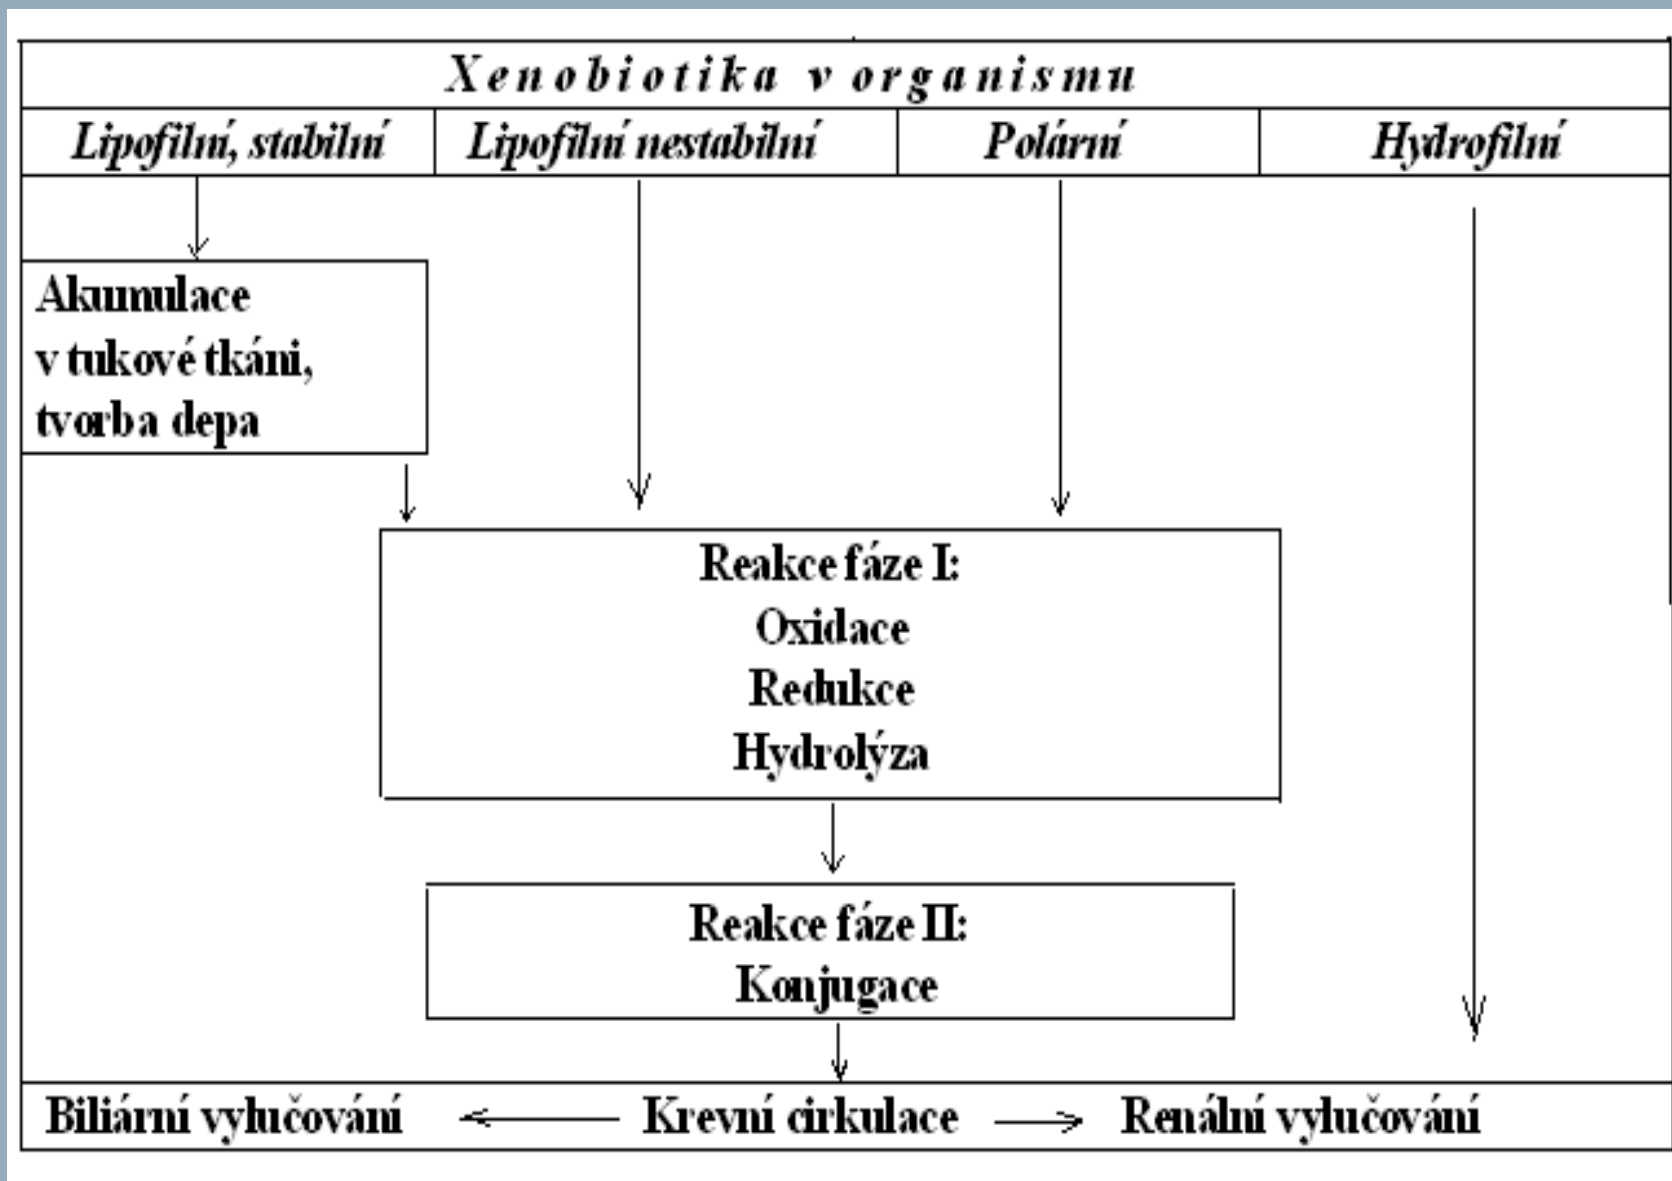 Xenobiotika v organismu
Lipofilní, stabilní
Lipofilní nestabilní
Polární
Hydrofilní
Akumulace
v tukové tkáni,
tvorba depa
Reakce fáze I:
Oxidace
Redukce
Hydrolýza
Reakce fáze II:
Konjugace
Biliární vylučování
Krevní cirkulace
Renální vylučování